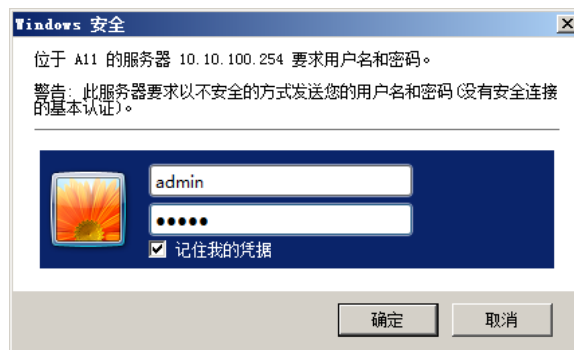 Windows 安全
位于 A11 的服务器 10.10.100.254 要求用户名和密码。
警告: 此服务器要求以不安全的方式发送您的用户名和密码(没有安全连接
的基本认证)。
admin
●●●●●
记住我的凭据
确定
取消